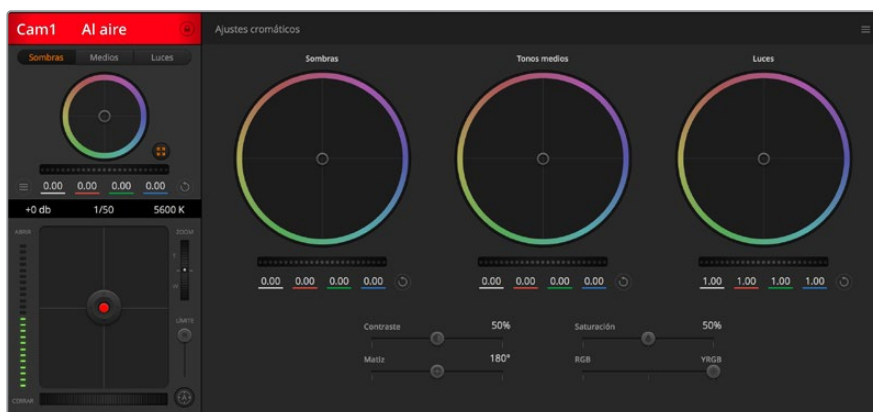 Cam1 Al aire
Sombras Medios Luces
0.00 0.00 0.00 0.00
+0 db 1/50 5600 K
ABRIR ZOOM
T
W
LÍMITE
CERRAR
Ajustes cromáticos
Sombras Tonos medios Luces
0.00 0.00 0.00 0.00 0.00 0.00 0.00 0.00 1.00 1.00 1.00 1.00
Contraste 50% Saturación 50%
Matiz 180° RGB YRGB